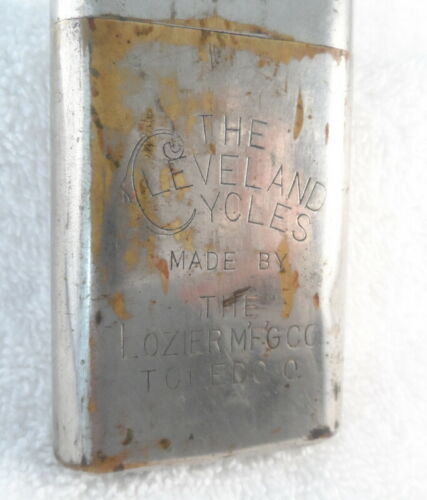 THE
CLEVELAND
CYCLES
MADE BY
THE
LOZIER MFG CO.
TOLEDO O.